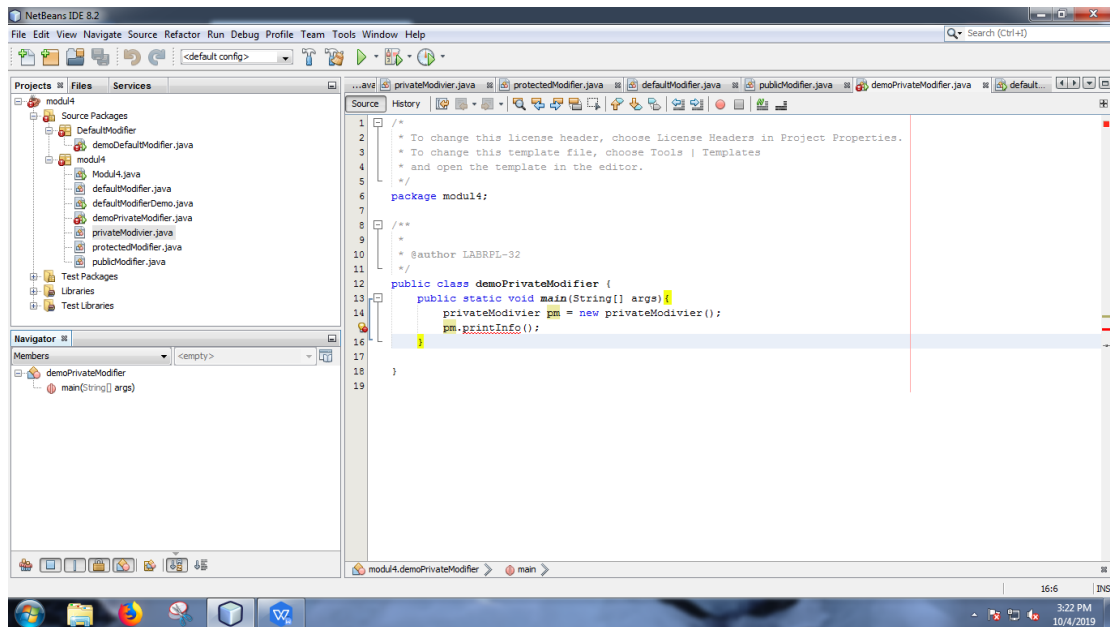 NetBeans IDE 8.2
File Edit View Navigate Source Refactor Run Debug Profile Team Tools Window Help
Search (Ctrl+I)
<default config>
Projects Files Services
modul4
Source Packages
DefaultModifier
demoDefaultModifier.java
modul4
Modul4.java
defaultModifier.java
defaultModifierDemo.java
demoPrivateModifier.java
privateModivier.java
protectedModifier.java
publicModifier.java
Test Packages
Libraries
Test Libraries
Navigator
Members <empty>
demoPrivateModifier
main(String[] args)
...ava privateModivier.java protectedModifier.java defaultModifier.java publicModifier.java demoPrivateModifier.java default...
Source History
1 /*
2 * To change this license header, choose License Headers in Project Properties.
3 * To change this template file, choose Tools | Templates
4 * and open the template in the editor.
5 */
6 package modul4;
7
8 /**
9 *
10 * @author LABRPL-32
11 */
12 public class demoPrivateModifier {
13 public static void main(String[] args){
14 privateModivier pm = new privateModivier();
pm.printInfo();
16 }
17
18 }
19
modul4.demoPrivateModifier main
16:6 INS
3:22 PM
10/4/2019